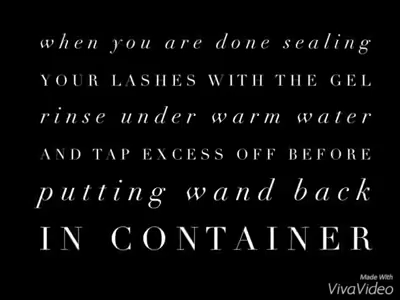 when you are done sealing
YOUR LASHES WITH THE GEL
rinse under warm water
AND TAP EXCESS OFF BEFORE
putting wand back
IN CONTAINER
Made With
VivaVideo